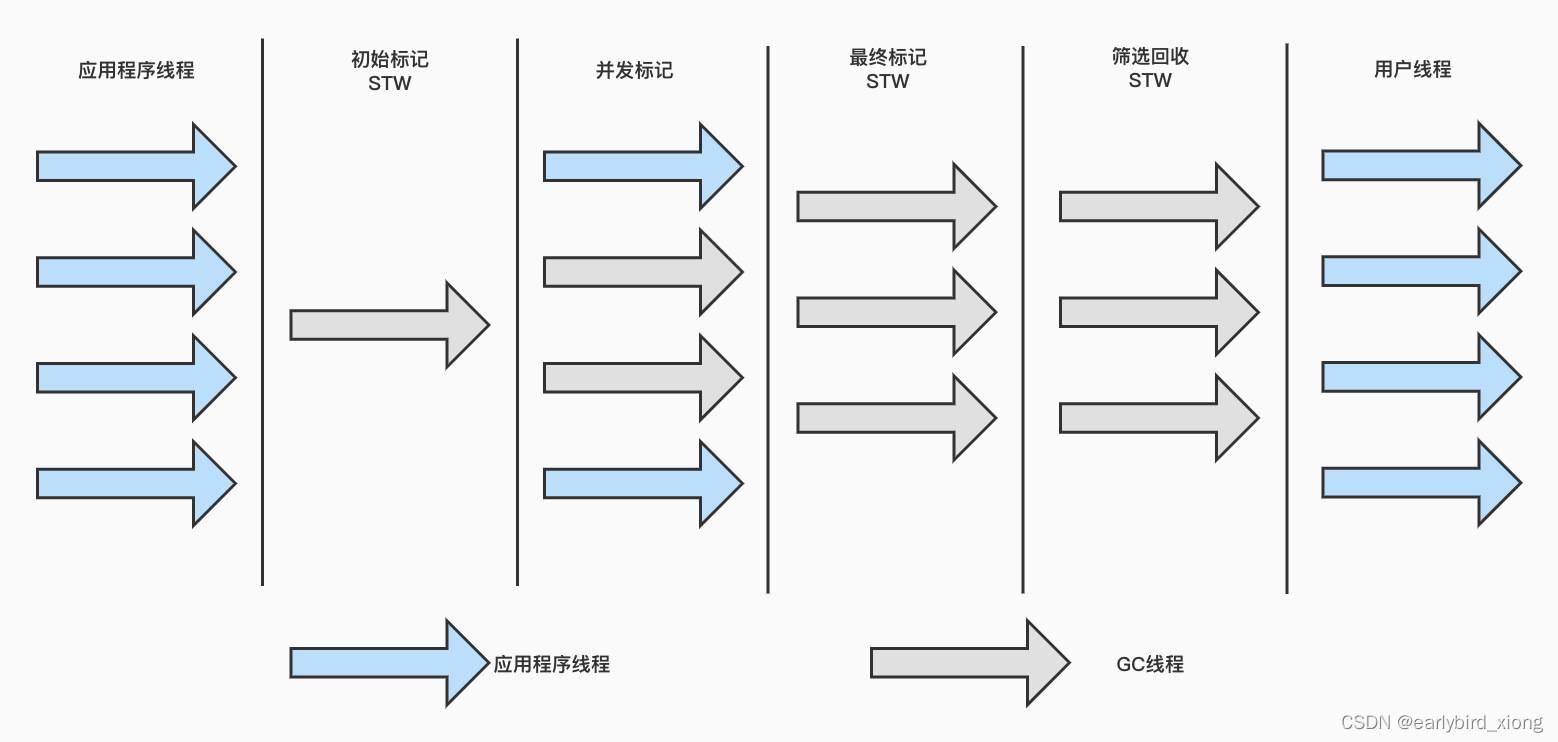 应用程序线程
初始标记
STW
并发标记
最终标记
STW
筛选回收
STW
用户线程
应用程序线程
GC线程
CSDN @earlybird_xiong